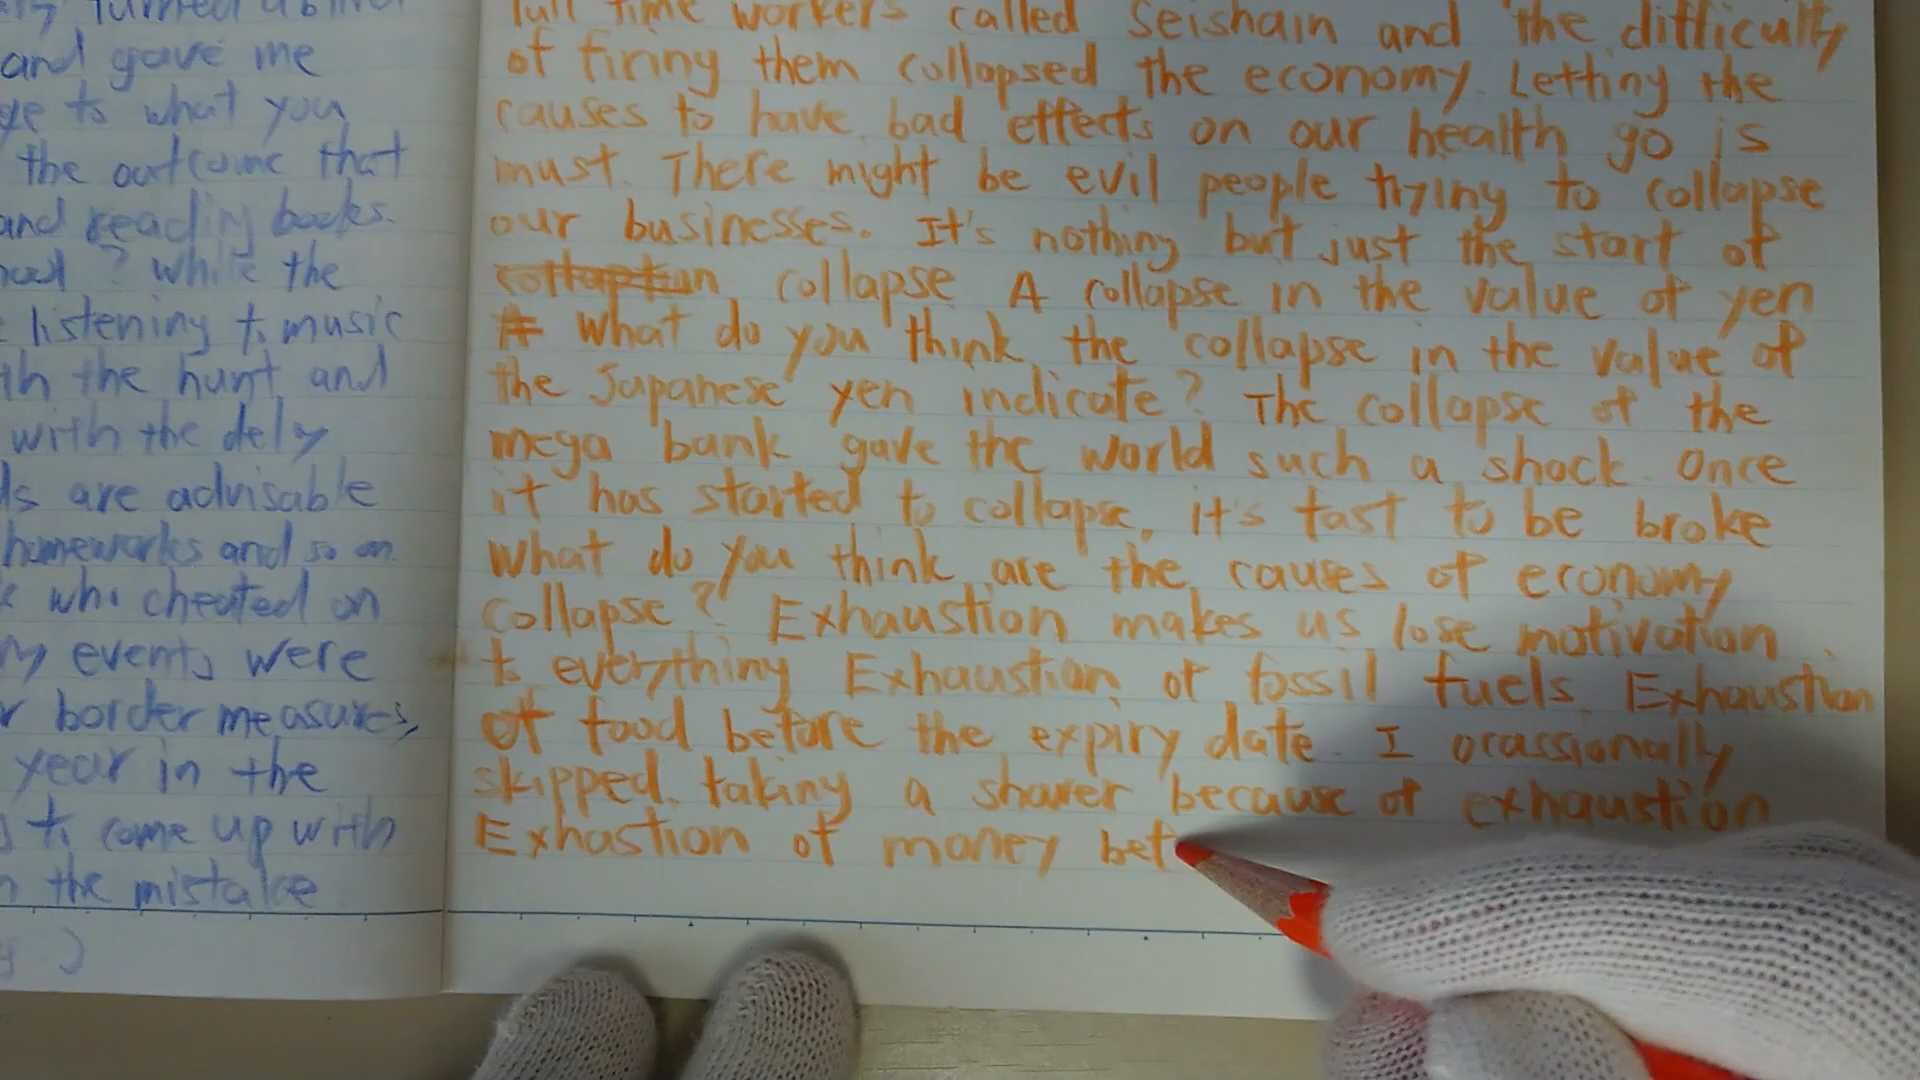 and gave me
to what you
the outcome that
and reading books.
? while the
listening to music
the hunt and
with the dely
are advisable
homeworks and so on.
who cheated on
events were
border measures,
year in the
to come up with
the mistake
full time workers called Seishain and the difficulty
of firiny them collopsed the economy. Letting the
causes to have bad effects on our health go is
must. There might be evil people trying to collapse
our businesses. It's nothing but just the start of
collapse A collapse in the value of yen
What do you think the collapse in the value of
the Japanese yen indicate? The collapse of the
mega bank gave the world such a shock. Once
it has started to collapse, it's fast to be broke
What do you think are the causes of economy
collapse? Exhaustion makes us lose motivation
to everything Exhaustion of fossil fuels. Exhaustion
of food before the expiry date. I ocassionally
skipped taking a shower because of exhaustion
Exhastion of money bef